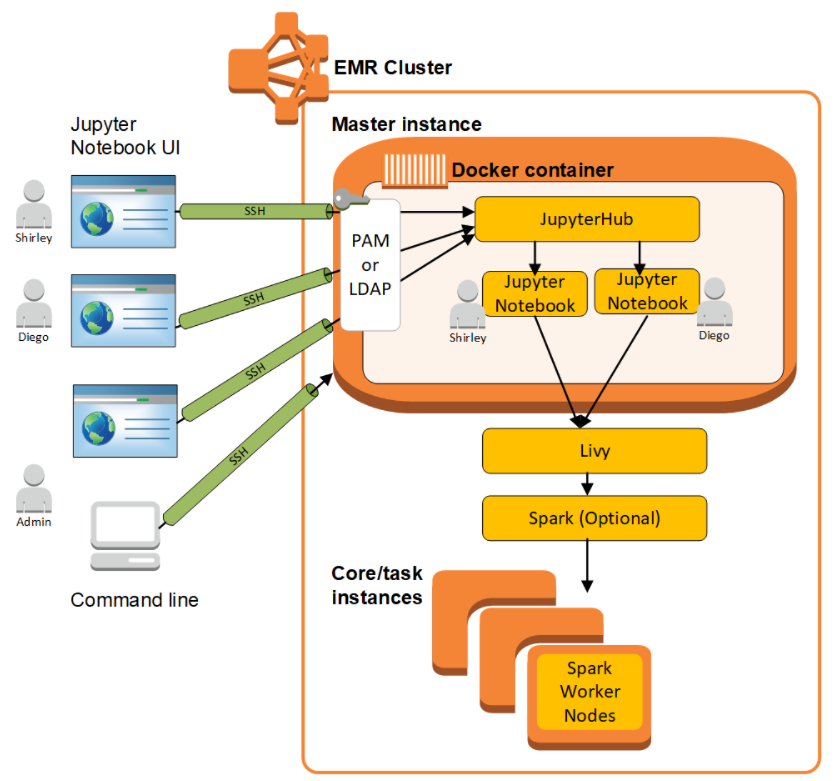 EMR Cluster
Jupyter
Notebook UI
Master instance
Docker container
Shirley
SSH
PAM
or
LDAP
JupyterHub
Jupyter
Notebook
Jupyter
Notebook
Shirley
Diego
Diego
SSH
SSH
SSH
Admin
Command line
Livy
Spark (Optional)
Core/task
instances
Spark
Worker
Nodes